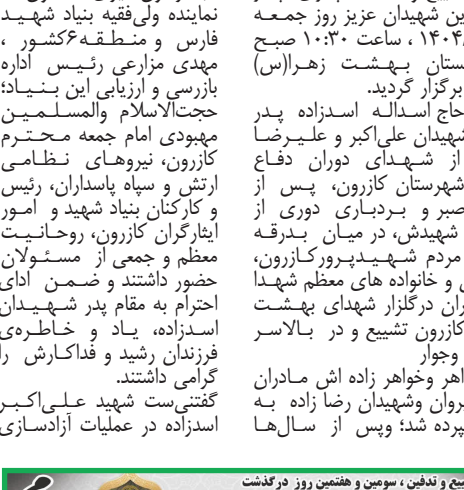 ین شهیدان عزیز روز جمعه
۱۴۰۴ ، ساعت ۱۰:۳۰ صبح
ستان بهشت زهرا(س)
برگزار گردید.
حاج اسداله اسدزاده پدر
شهیدان علی‌اکبر و علیرضا
از شهدای دوران دفاع
شهرستان کازرون، پس از
صبر و بردباری دوری از
شهیدش، در میان بدرقه
مردم شهیدپرورکازرون،
ی و خانواده های معظم شهدا
ران درگلزار شهدای بهشت
کازرون تشییع و در بالاسر
وجوار
اهر وخواهر زاده اش مادران
یروان وشهیدان رضا زاده به
پرده شد؛ وپس از سال‌ها
نماینده ولی‌فقیه بنیاد شهید
فارس و منطقه۶کشور ،
مهدی مزارعی رئیس اداره
بازرسی و ارزیابی این بنیاد؛
حجت‌الاسلام والمسلمین
مهبودی امام جمعه محترم
کازرون، نیروهای نظامی
ارتش و سپاه پاسداران، رئیس
و کارکنان بنیاد شهید و امور
ایثارگران کازرون، روحانیت
معظم و جمعی از مسئولان
حضور داشتند و ضمن ادای
احترام به مقام پدر شهیدان
اسدزاده، یاد و خاطره‌ی
فرزندان رشید و فداکارش را
گرامی داشتند.
گفتنی‌ست شهید علی‌اکبر
اسدزاده در عملیات آزادسازی
ییع و تدفین ، سومین و هفتمین روز درگذشت